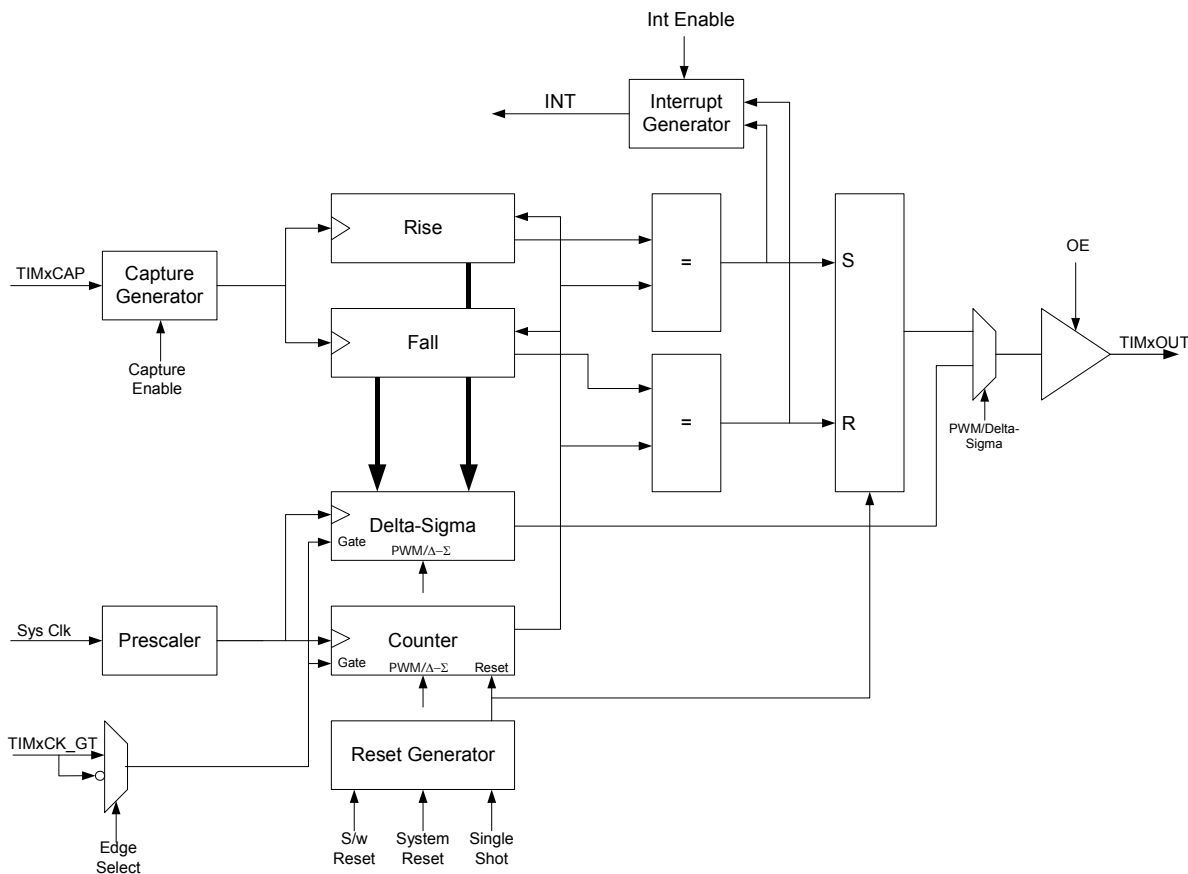 Int Enable
INT
Interrupt
Generator
Rise
TIMxCAP
Capture
Generator
=
S
OE
Fall
TIMxOUT
Capture
Enable
=
R
PWM/Delta-
Sigma
Delta-Sigma
Gate
PWM/Δ−Σ
Sys Clk
Prescaler
Counter
Gate
PWM/Δ−Σ
Reset
TIMxCK_GT
Reset Generator
Edge
Select
S/w
Reset
System
Reset
Single
Shot